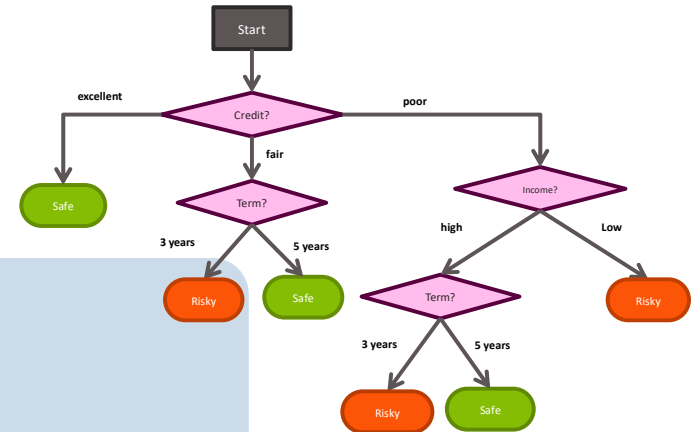 Start
excellent
poor
Credit?
fair
Safe
Term?
Income?
3 years
5 years
high
Low
Risky
Safe
Term?
Risky
3 years
5 years
Risky
Safe